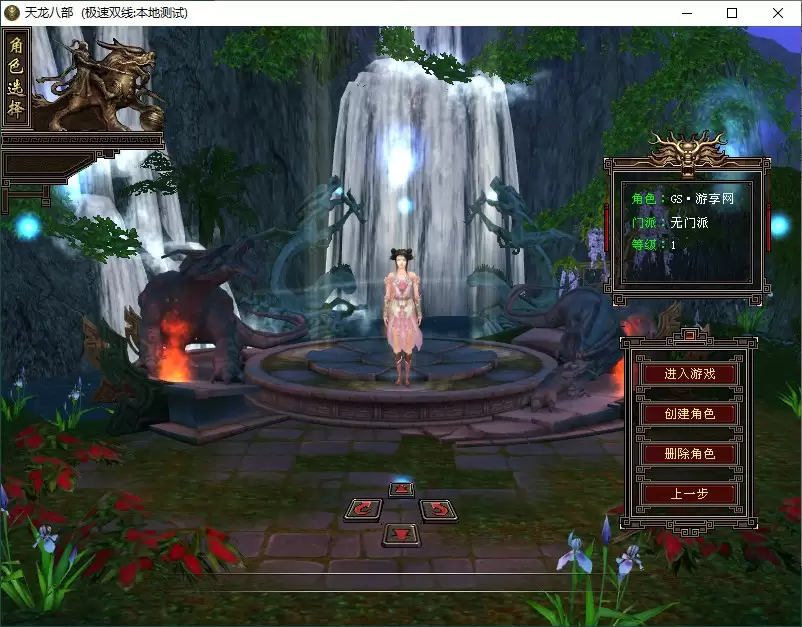 天龙八部 (极速双线:本地测试)
角色选择
角色：GS·游享网
门派：无门派
等级：1
进入游戏
创建角色
删除角色
上一步